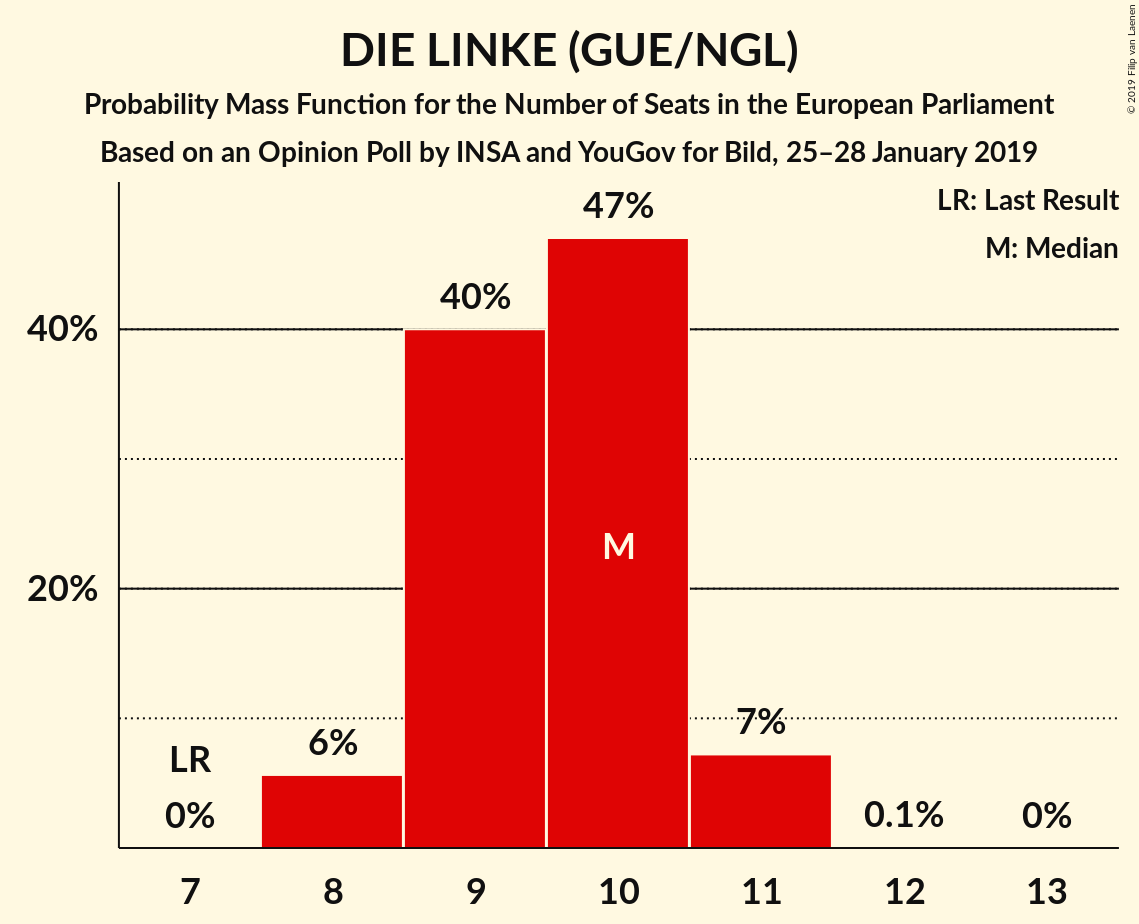 DIE LINKE (GUE/NGL)
Probability Mass Function for the Number of Seats in the European Parliament
Based on an Opinion Poll by INSA and YouGov for Bild, 25–28 January 2019
© 2019 Filip van Laenen
LR: Last Result
M: Median
47%
40%
40%
M
20%
7%
6%
LR
0%
0.1%
0%
7 8 9 10 11 12 13